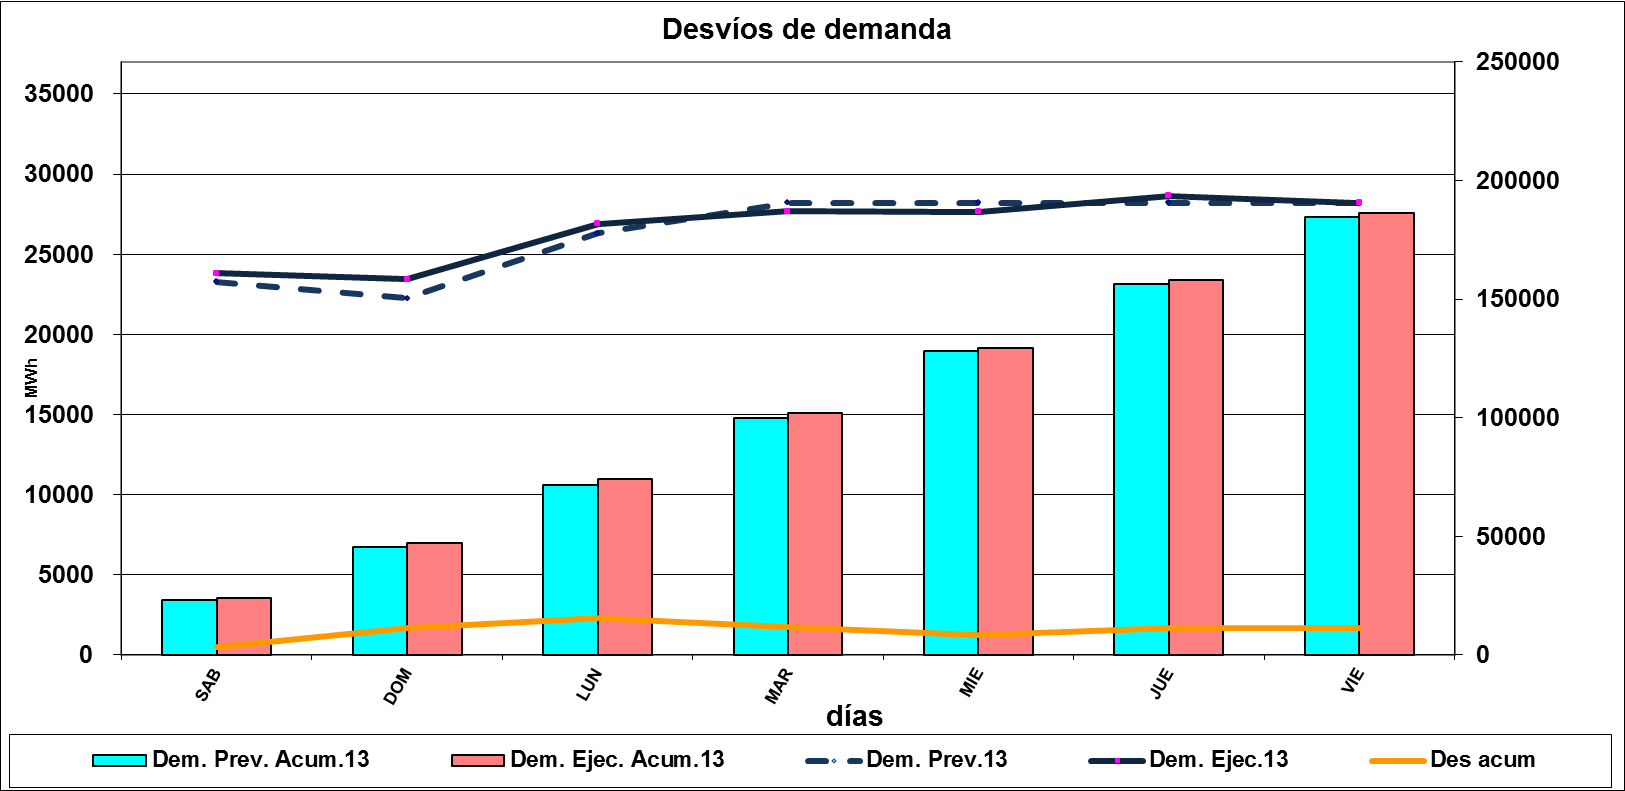 Desvíos de demanda
35000
30000
25000
20000
15000
10000
5000
0
MWh
250000
200000
150000
100000
50000
0
SAB
DOM
LUN
MAR
MIE
JUE
VIE
días
Dem. Prev. Acum.13
Dem. Ejec. Acum.13
Dem. Prev.13
Dem. Ejec.13
Des acum